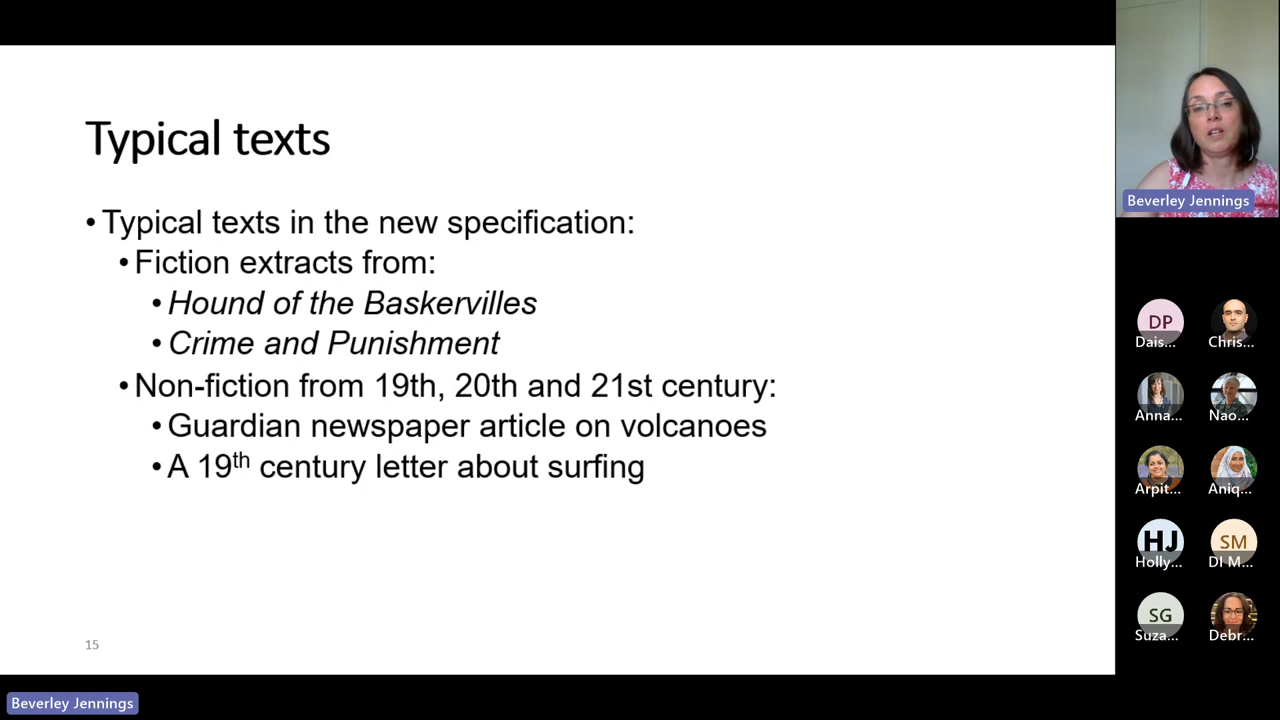 Typical texts
• Typical texts in the new specification:
• Fiction extracts from:
• Hound of the Baskervilles
• Crime and Punishment
• Non-fiction from 19th, 20th and 21st century:
• Guardian newspaper article on volcanoes
• A 19th century letter about surfing
15
Beverley Jennings
Beverley Jennings
DP
Dais...
Chris...
Anna...
Nao...
Arpit...
Aniq...
HJ
Holly...
SM
DI M...
SG
Suza...
Debr...